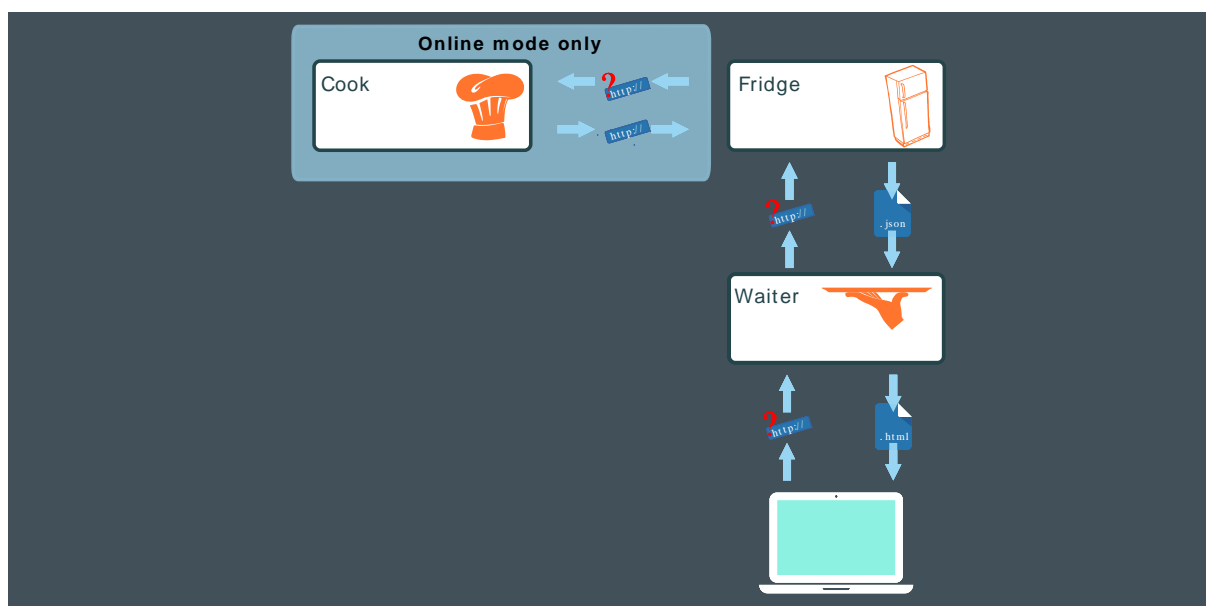 Online mode only
Cook
?
http://
Fridge
http://
?
http://
.json
Waiter
?
http://
.html